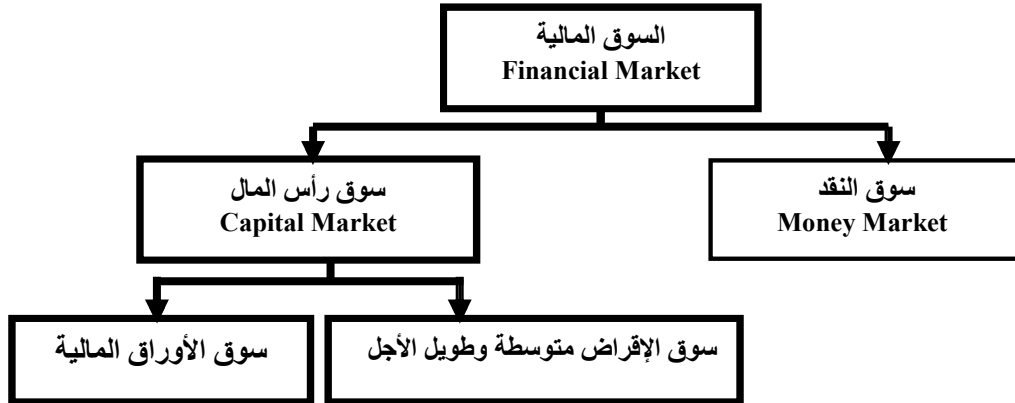 السوق المالية
Financial Market
سوق النقد
Money Market
سوق رأس المال
Capital Market
سوق الإقراض متوسطة وطويل الأجل
سوق الأوراق المالية